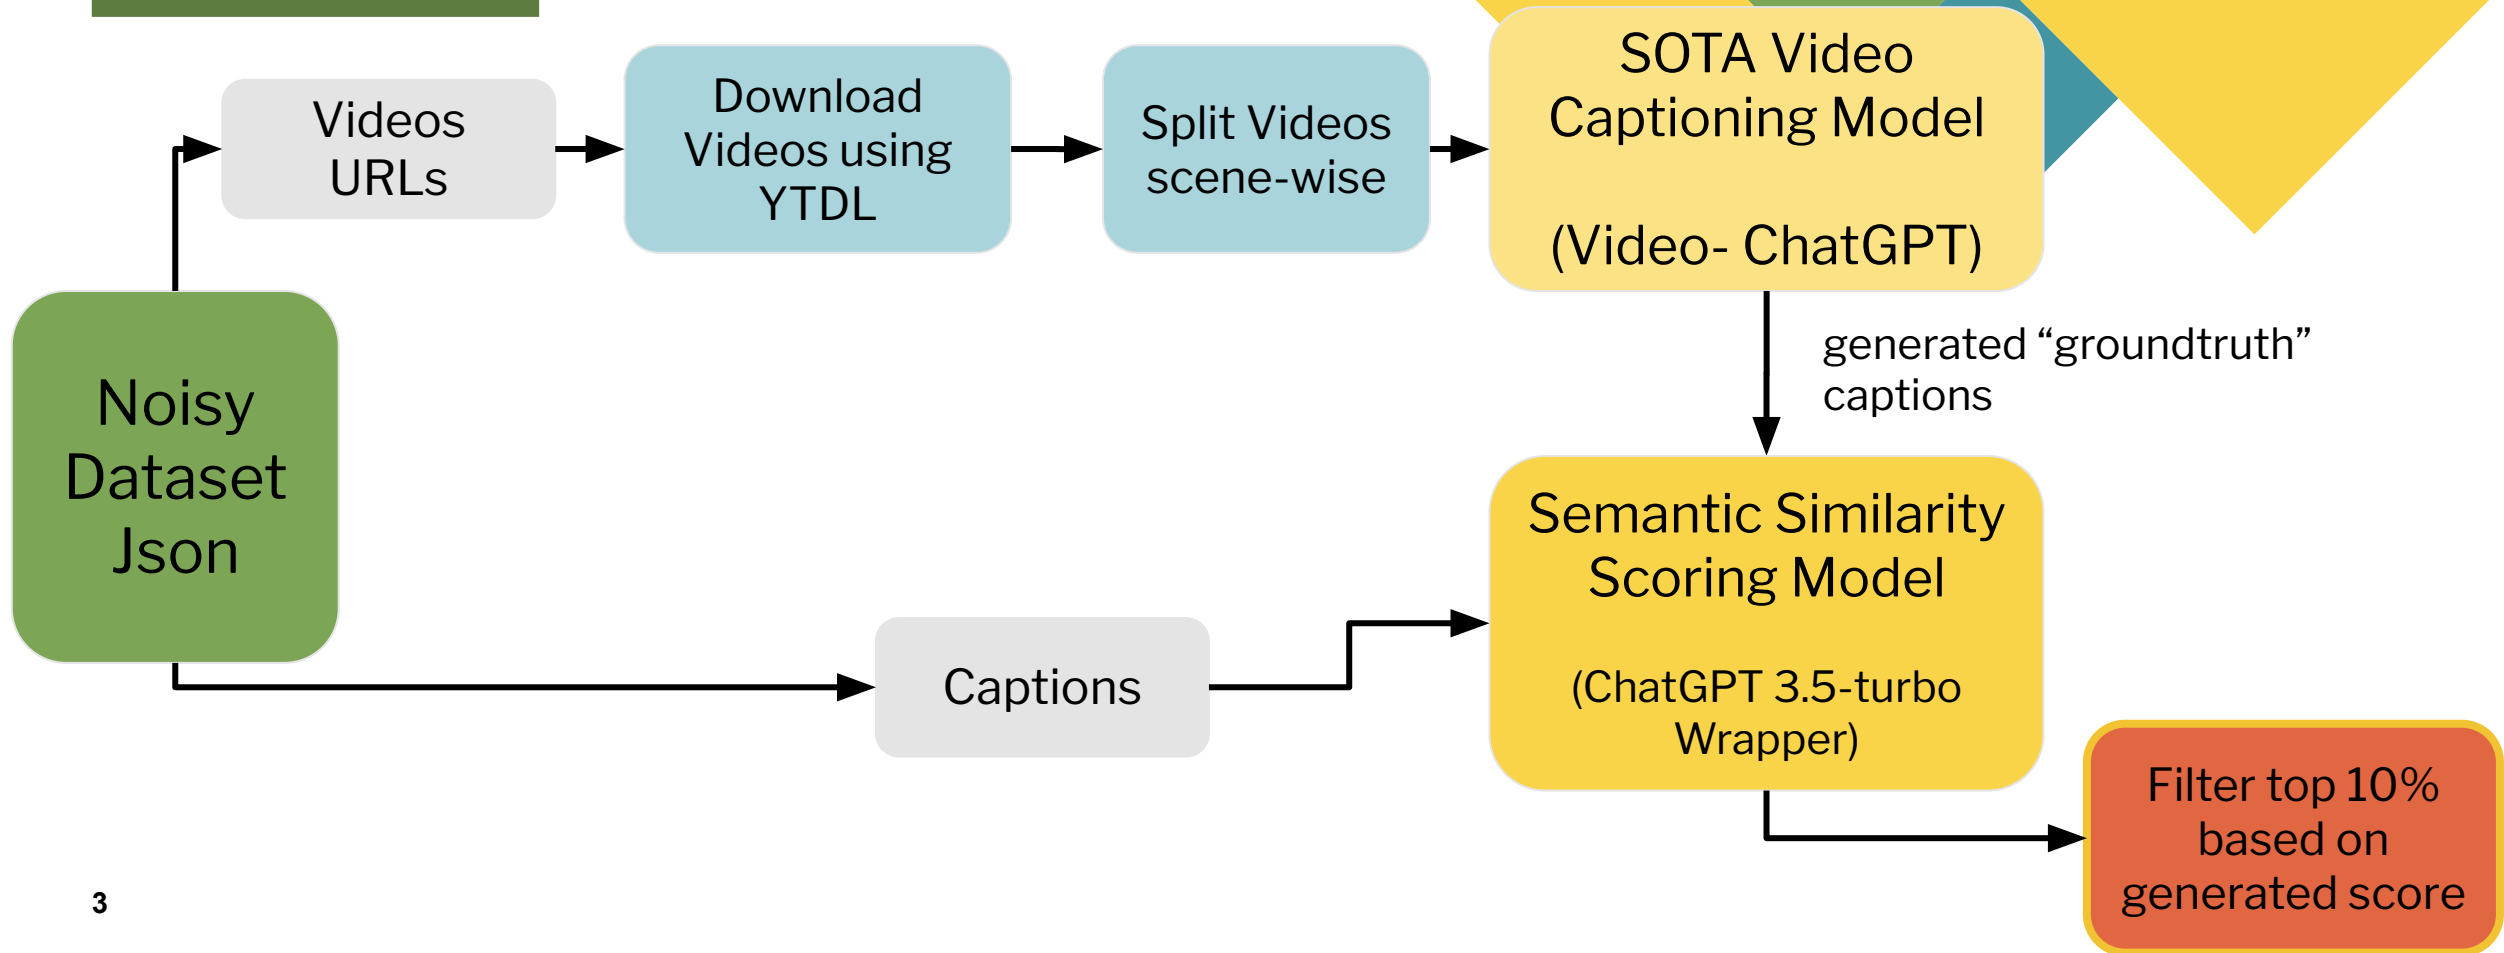 Videos
URLs
Download
Videos using
YTDL
Split Videos
scene-wise
SOTA Video
Captioning Model
(Video- ChatGPT)
generated “groundtruth”
captions
Noisy
Dataset
Json
Captions
Semantic Similarity
Scoring Model
(ChatGPT 3.5-turbo
Wrapper)
Filter top 10%
based on
generated score
3